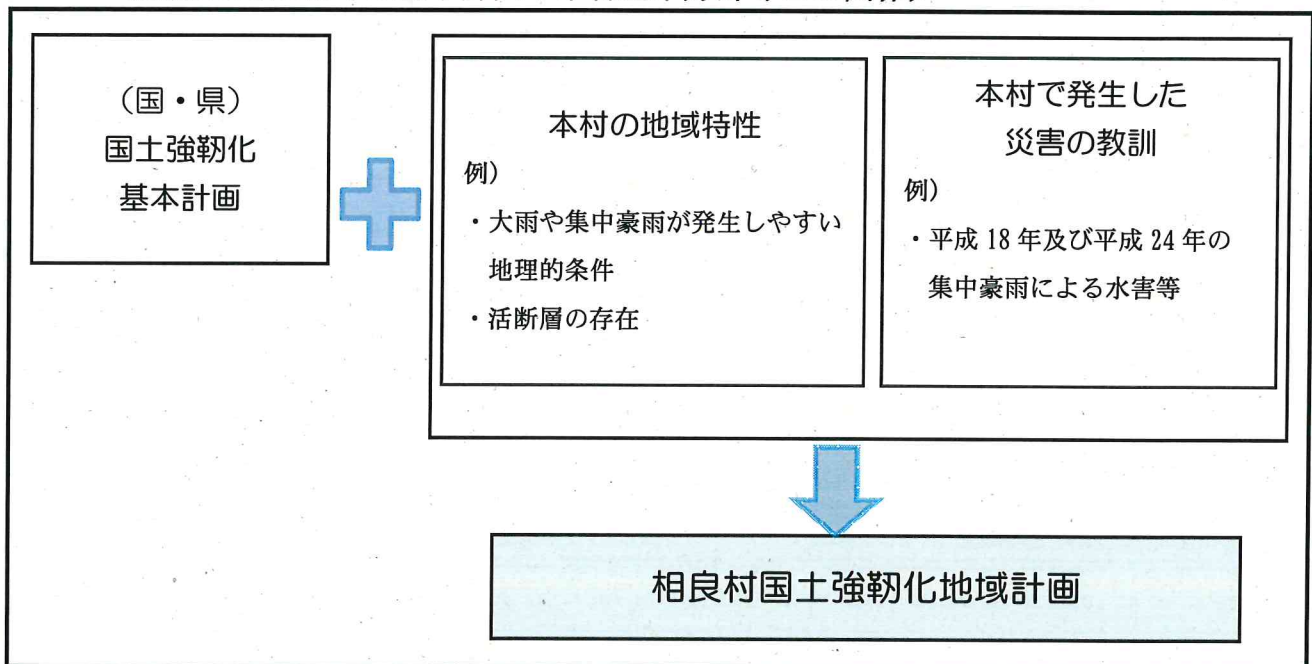 （国・県）
国土強靭化
基本計画
本村の地域特性
例）
・大雨や集中豪雨が発生しやすい
地理的条件
・活断層の存在
本村で発生した
災害の教訓
例）
・平成 18 年及び平成 24 年の
集中豪雨による水害等
相良村国土強靭化地域計画